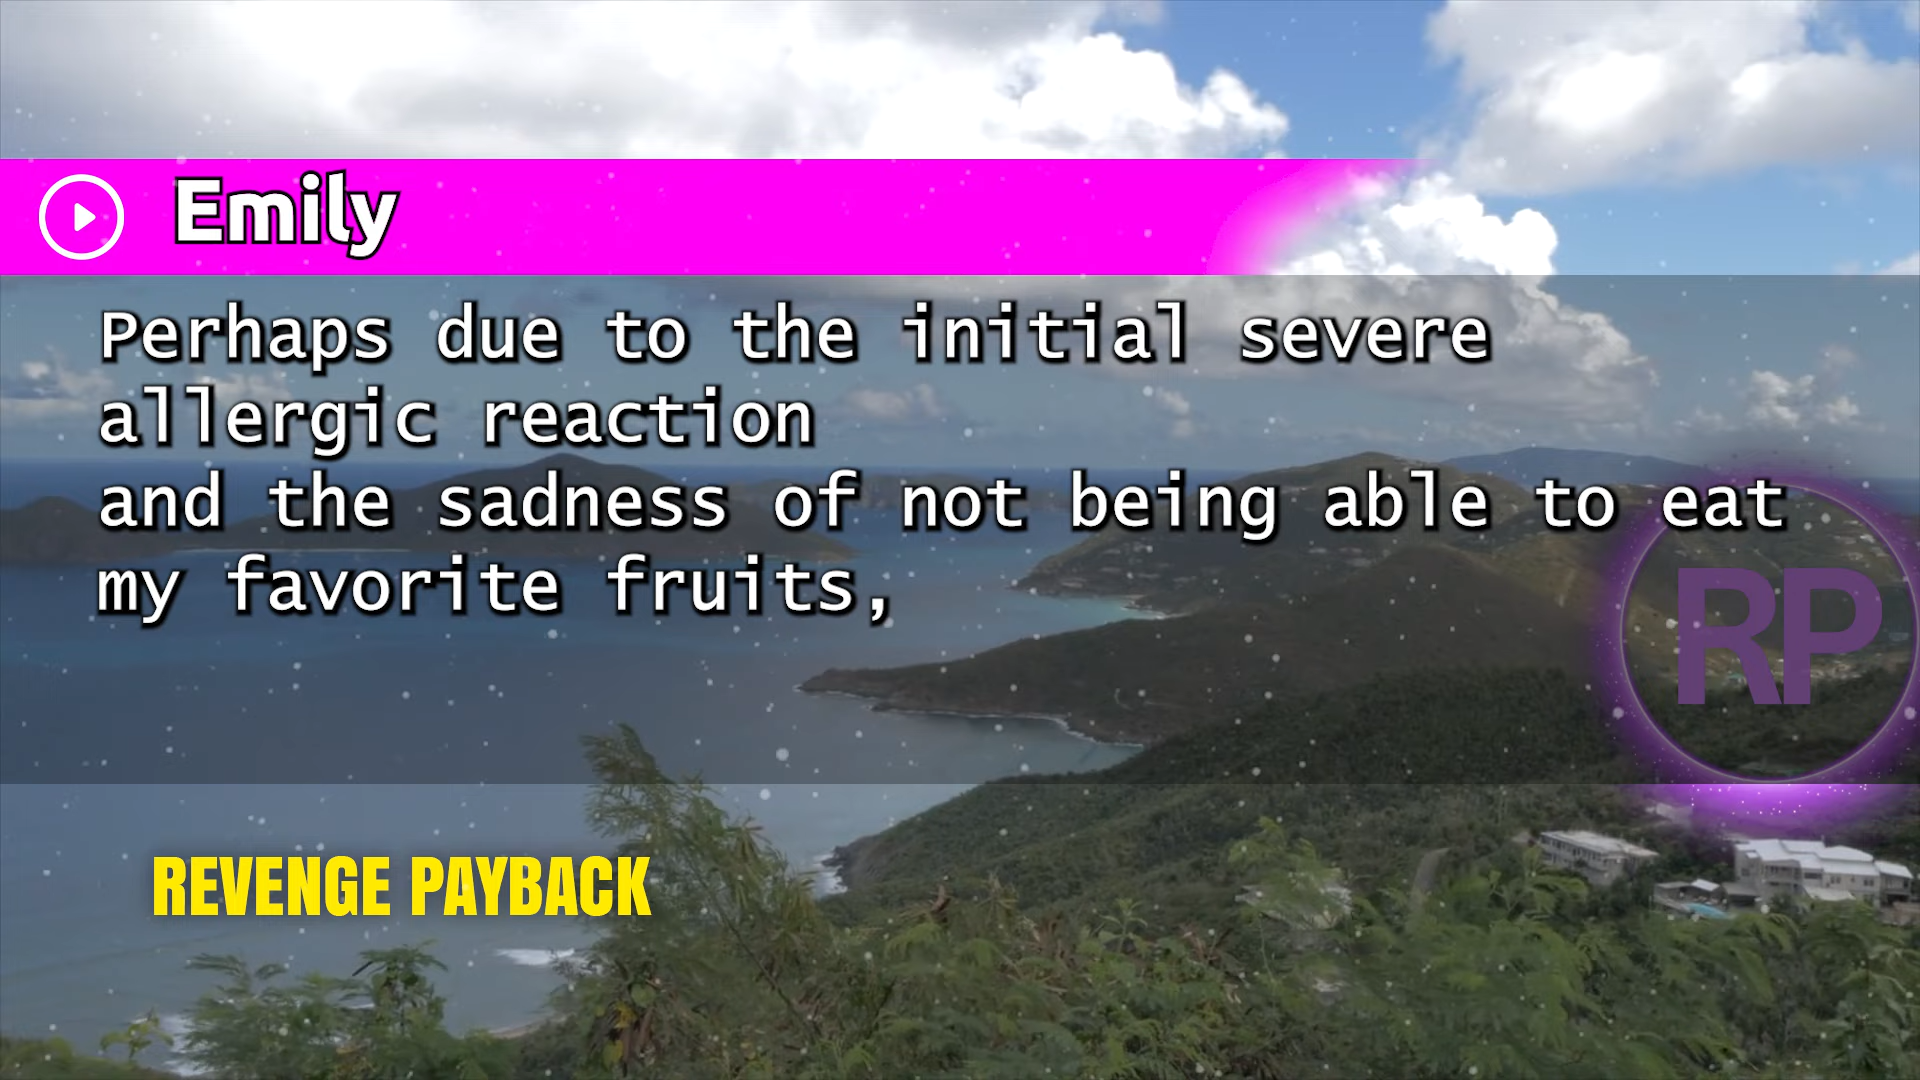 Emily
Perhaps due to the initial severe
allergic reaction
and the sadness of not being able to eat
my favorite fruits,
RP
REVENGE PAYBACK